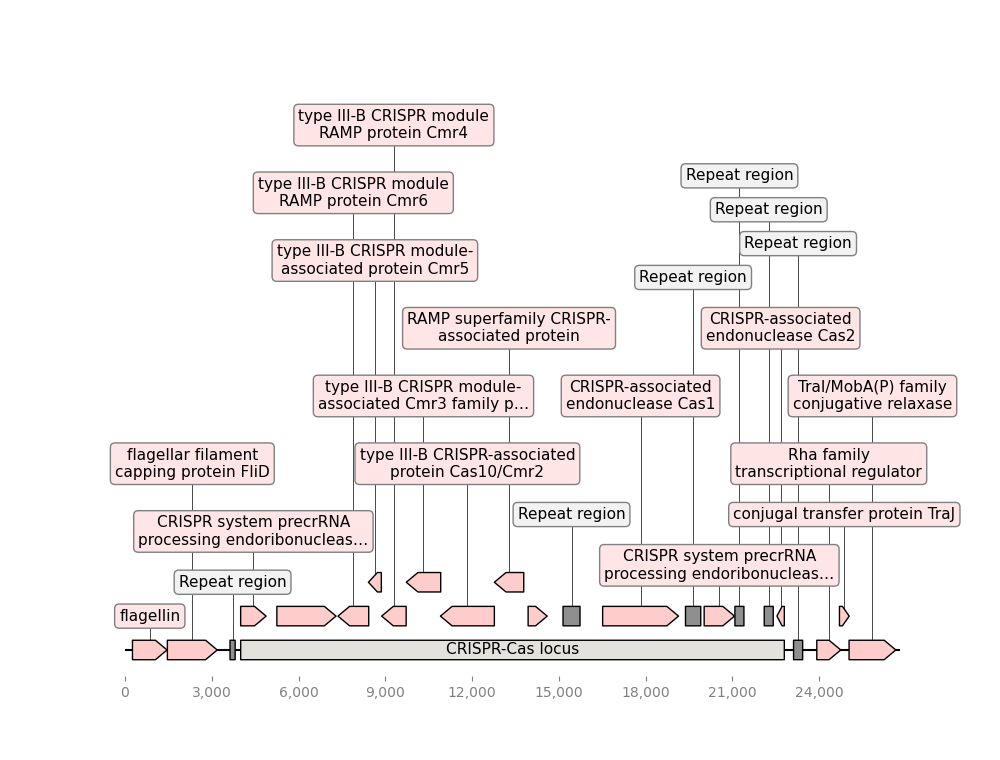 type III-B CRISPR module
RAMP protein Cmr4
Repeat region
type III-B CRISPR module
RAMP protein Cmr6
Repeat region
Repeat region
type III-B CRISPR module-
associated protein Cmr5
Repeat region
RAMP superfamily CRISPR-
associated protein
CRISPR-associated
endonuclease Cas2
type III-B CRISPR module-
associated Cmr3 family p…
CRISPR-associated
endonuclease Cas1
TraI/MobA(P) family
conjugative relaxase
flagellar filament
capping protein FliD
type III-B CRISPR-associated
protein Cas10/Cmr2
Rha family
transcriptional regulator
Repeat region
conjugal transfer protein TraJ
CRISPR system precrRNA
processing endoribonucleas…
CRISPR system precrRNA
processing endoribonucleas…
Repeat region
flagellin
CRISPR-Cas locus
0 3,000 6,000 9,000 12,000 15,000 18,000 21,000 24,000